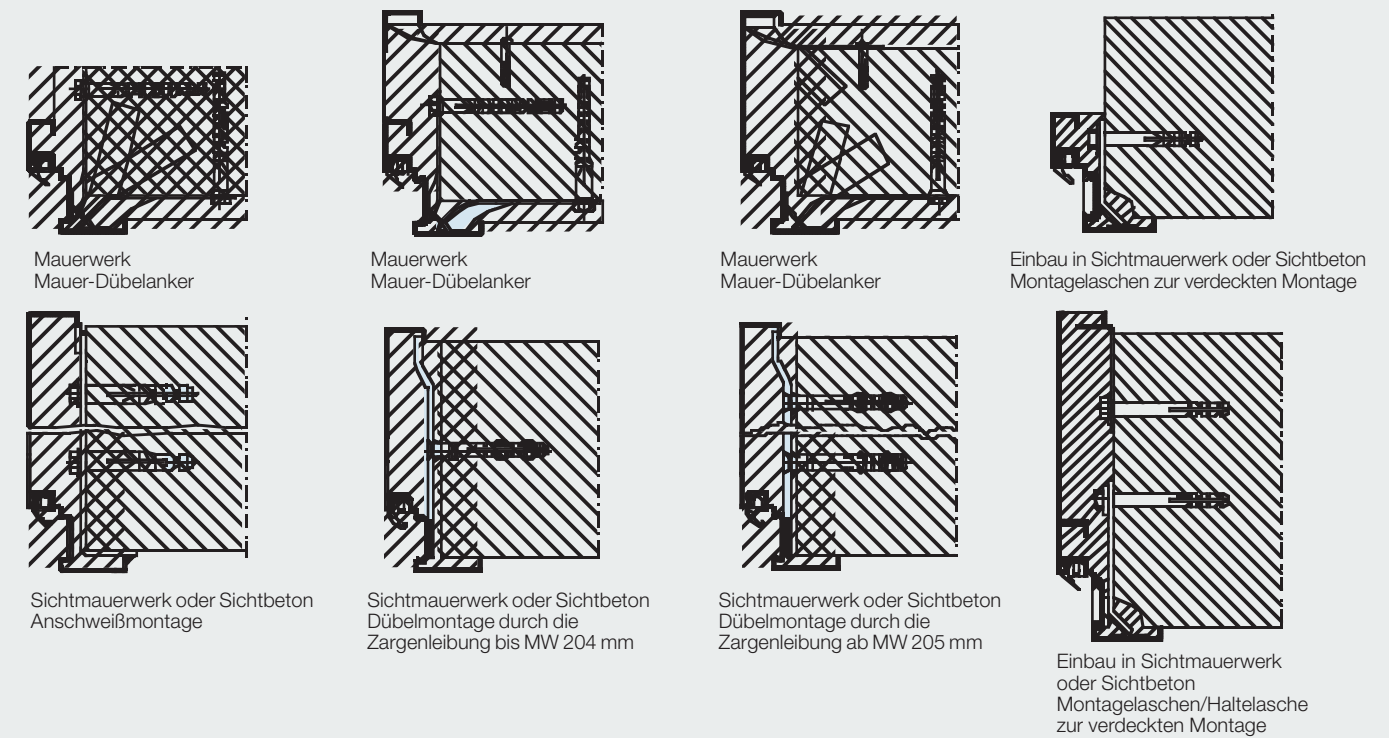 Mauerwerk
Mauer-Dübelanker
Mauerwerk
Mauer-Dübelanker
Mauerwerk
Mauer-Dübelanker
Einbau in Sichtmauerwerk oder Sichtbeton
Montagelaschen zur verdeckten Montage
Sichtmauerwerk oder Sichtbeton
Anschweißmontage
Sichtmauerwerk oder Sichtbeton
Dübelmontage durch die
Zargenleibung bis MW 204 mm
Sichtmauerwerk oder Sichtbeton
Dübelmontage durch die
Zargenleibung ab MW 205 mm
Einbau in Sichtmauerwerk
oder Sichtbeton
Montagelaschen/Haltelasche
zur verdeckten Montage